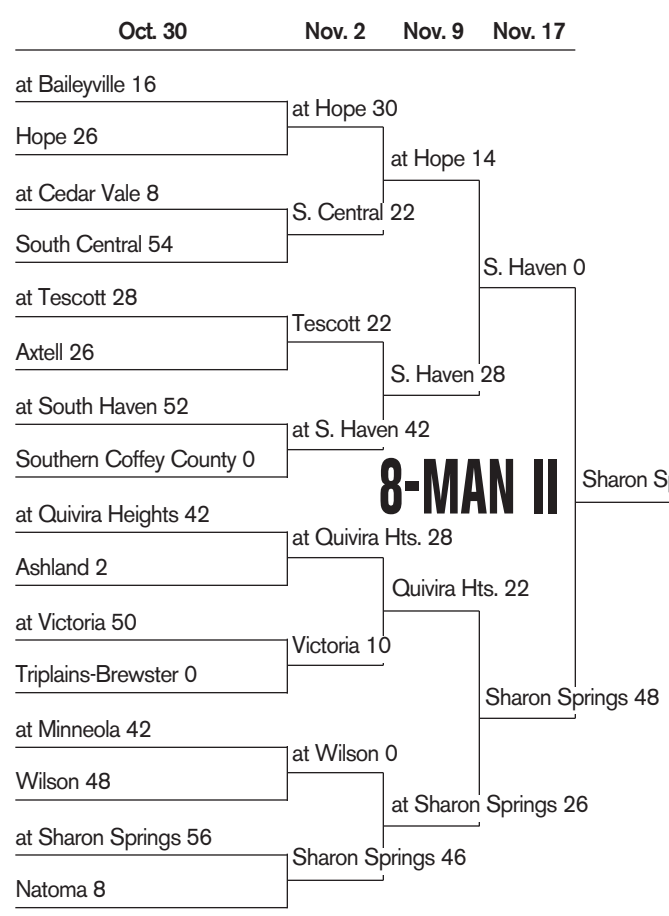 Oct. 30 Nov. 2 Nov. 9 Nov. 17
at Baileyville 16
at Hope 30
Hope 26
at Hope 14
at Cedar Vale 8
S. Central 22
South Central 54
S. Haven 0
at Tescott 28
Tescott 22
Axtell 26
S. Haven 28
at South Haven 52
at S. Haven 42
Southern Coffey County 0
8-MAN II
Sharon
at Quivira Heights 42
at Quivira Hts. 28
Ashland 2
Quivira Hts. 22
at Victoria 50
Victoria 10
Triplains-Brewster 0
Sharon Springs 48
at Minneola 42
at Wilson 0
Wilson 48
at Sharon Springs 26
at Sharon Springs 56
Sharon Springs 46
Natoma 8